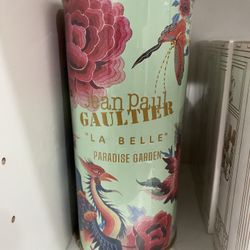 Jean Paul
GAULTIER
"LA BELLE"
PARADISE GARDEN